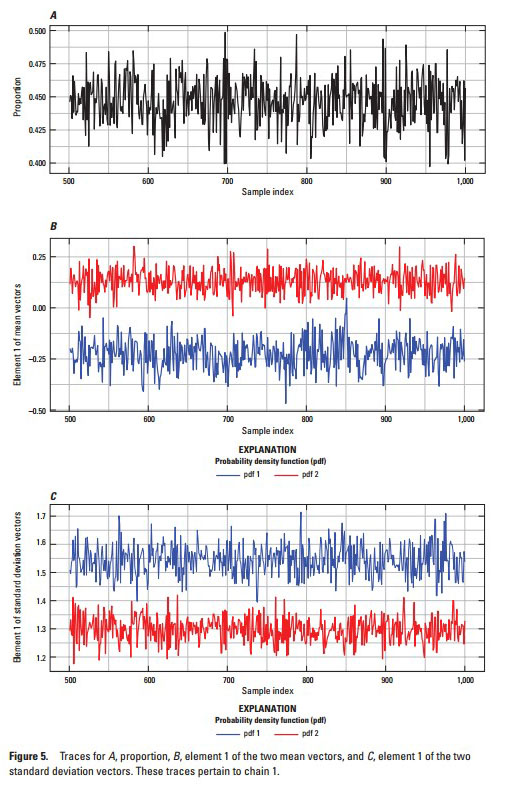 A
0.500
0.475
0.450
0.425
0.400
Proportion
500 600 700 800 900 1,000
Sample index
B
0.25
0.00
−0.25
−0.50
Element 1 of mean vectors
500 600 700 800 900 1,000
Sample index
EXPLANATION
Probability density function (pdf)
pdf 1 pdf 2
C
1.7
1.6
1.5
1.4
1.3
1.2
Element 1 of standard deviation vectors
500 600 700 800 900 1,000
Sample index
EXPLANATION
Probability density function (pdf)
pdf 1 pdf 2
Figure 5. Traces for A, proportion, B, element 1 of the two mean vectors, and C, element 1 of the two
standard deviation vectors. These traces pertain to chain 1.